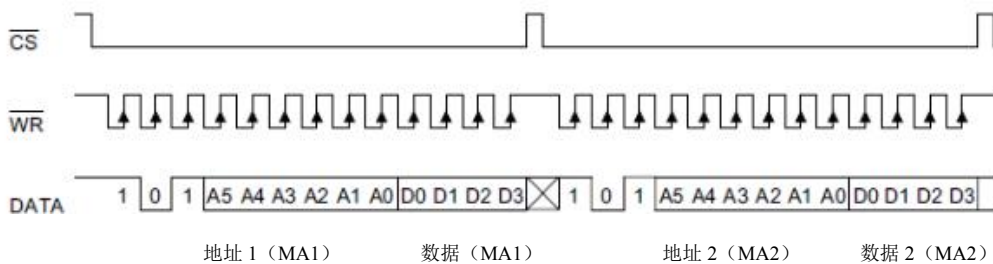 CS
WR
DATA 1 0 1 A5 A4 A3 A2 A1 A0 D0 D1 D2 D3 1 0 1 A5 A4 A3 A2 A1 A0 D0 D1 D2 D3
地址 1（MA1） 数据（MA1） 地址 2（MA2） 数据 2（MA2）